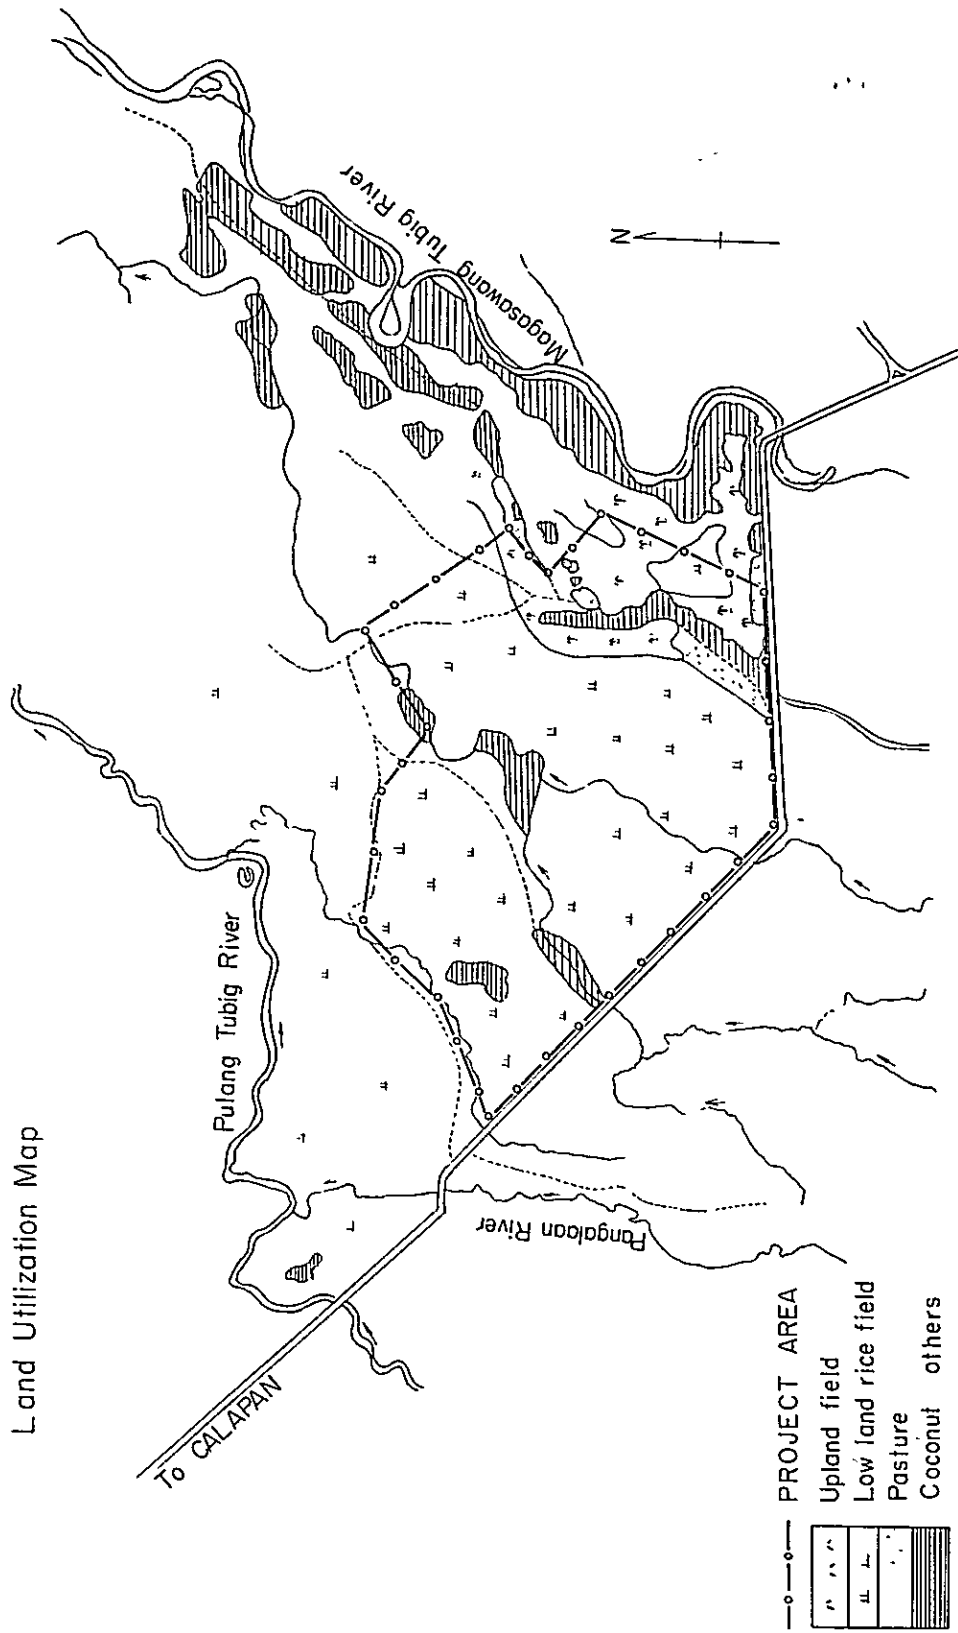 Land Utilization Map
To CALAPAN
Pulang Tubig River
Pangalaan River
Magasawang Tubig River
N
PROJECT AREA
Upland field
Low land rice field
Pasture
Coconut others